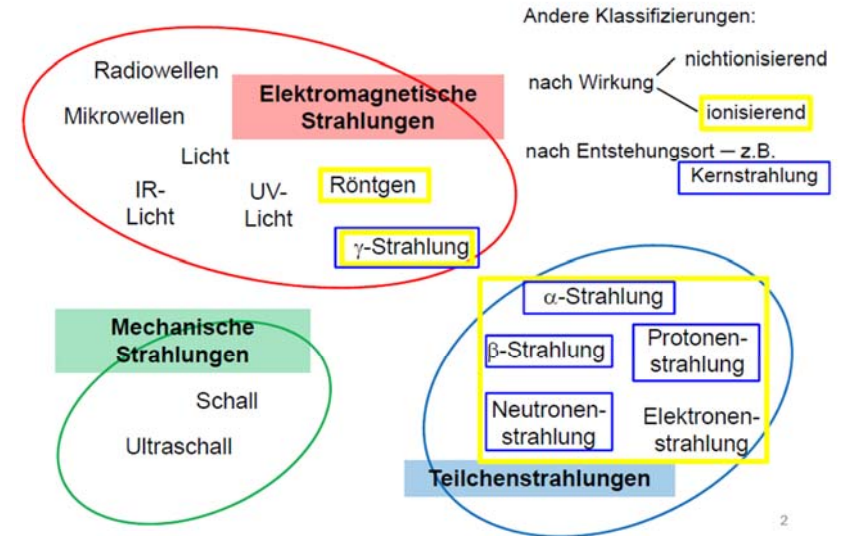 Andere Klassifizierungen:
nach Wirkung
nichtionisierend
ionisierend
nach Entstehungsort – z.B.
Kernstrahlung
Elektromagnetische
Strahlungen
Radiowellen
Mikrowellen
Licht
IR-
Licht
UV-
Licht
Röntgen
γ-Strahlung
Mechanische
Strahlungen
Schall
Ultraschall
α-Strahlung
β-Strahlung
Protonen-
strahlung
Neutronen-
strahlung
Elektronen-
strahlung
Teilchenstrahlungen
2